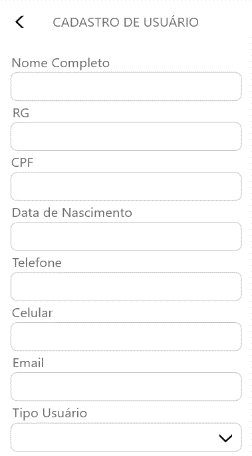 CADASTRO DE USUÁRIO
Nome Completo
RG
CPF
Data de Nascimento
Telefone
Celular
Email
Tipo Usuário